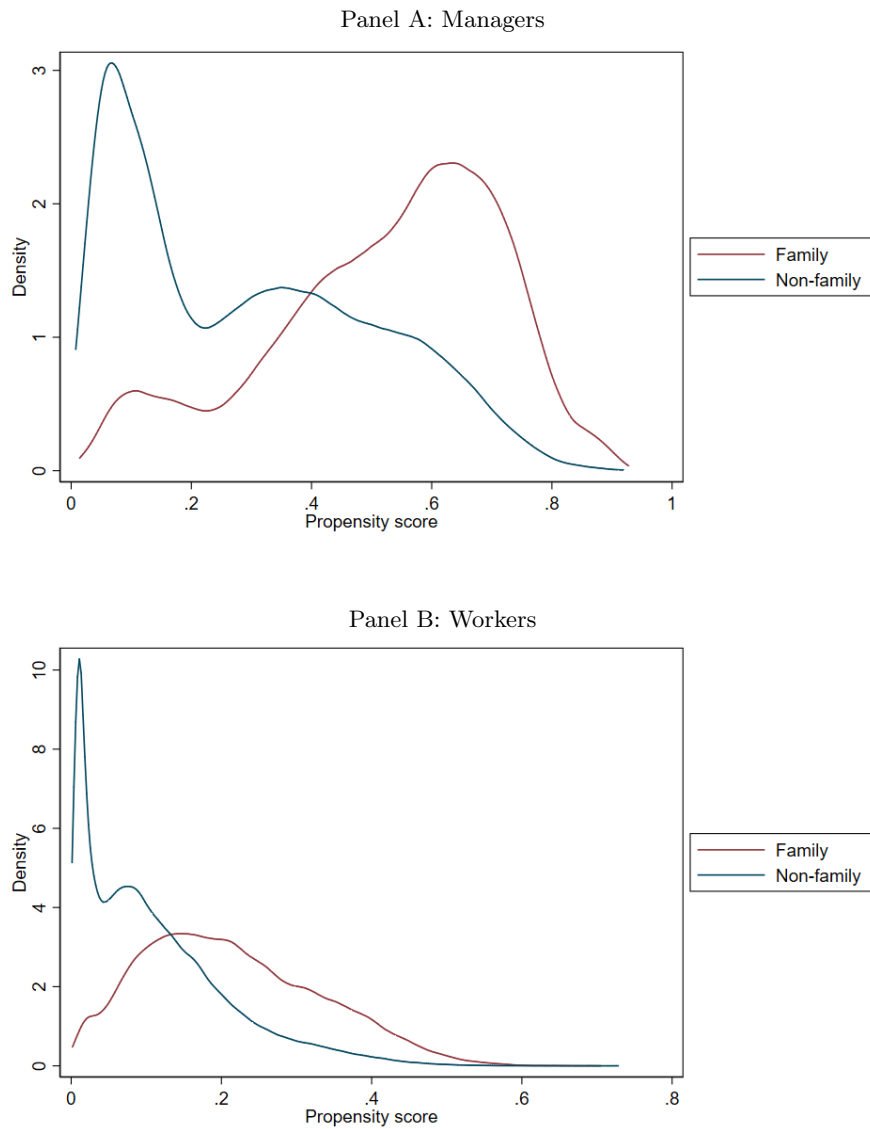 Panel A: Managers
3
2
1
0
Density
0 .2 .4 .6 .8 1
Propensity score
Family
Non-family
Panel B: Workers
10
8
6
4
2
0
Density
0 .2 .4 .6 .8
Propensity score
Family
Non-family